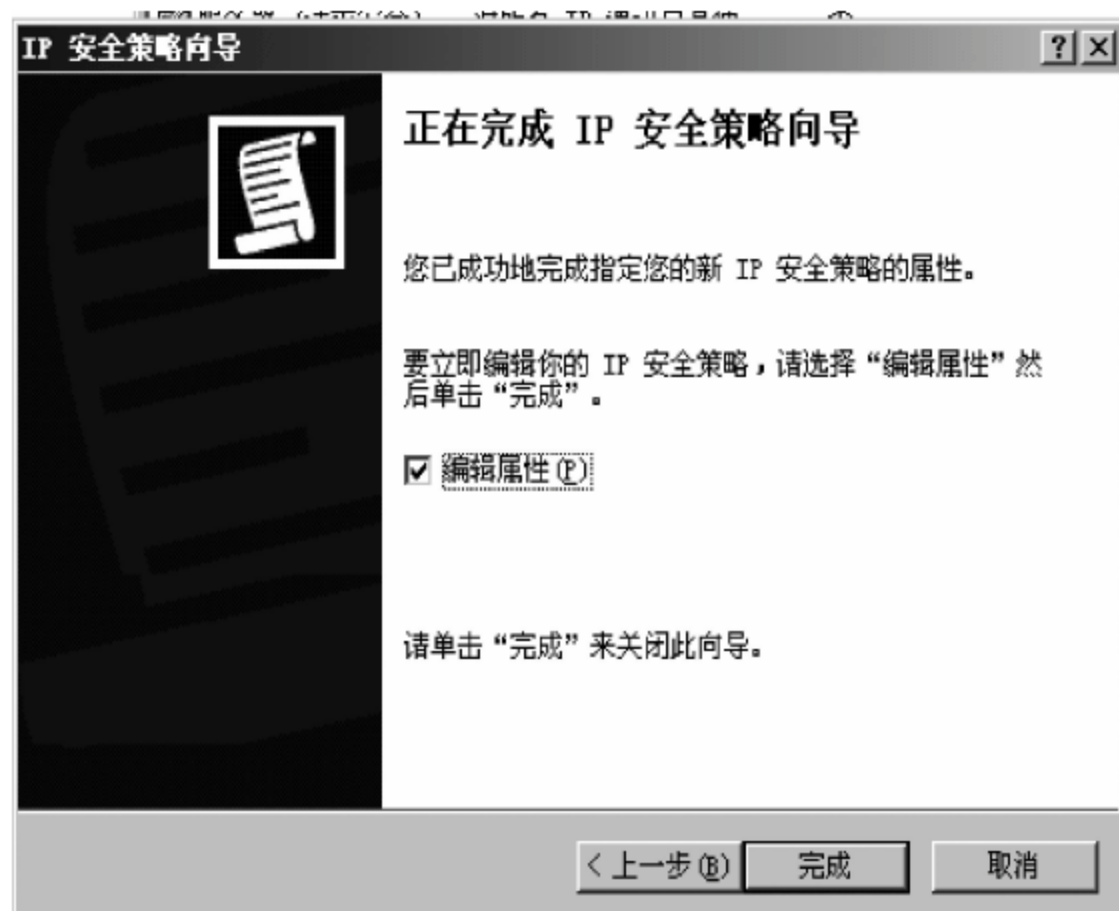 IP 安全策略向导
正在完成 IP 安全策略向导
您已成功地完成指定您的新 IP 安全策略的属性。
要立即编辑你的 IP 安全策略，请选择“编辑属性”然
后单击“完成”。
编辑属性(P)
请单击“完成”来关闭此向导。
< 上一步(B) 完成 取消